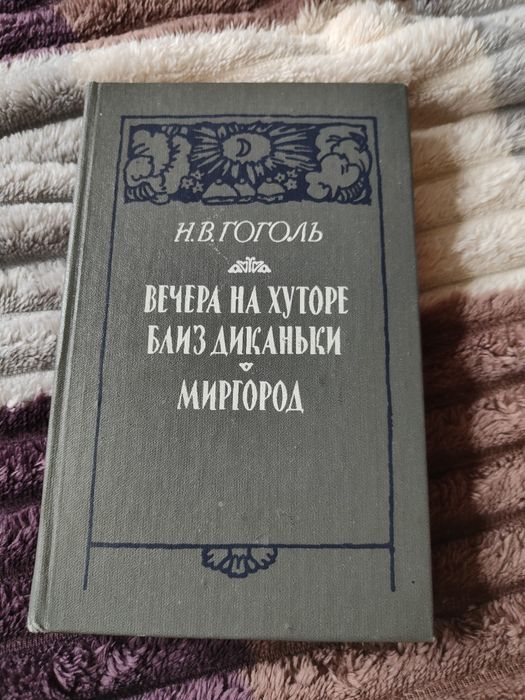 Н.В.ГОГОЛЬ
ВЕЧЕРА НА ХУТОРЕ
БЛИЗ ДИКАНЬКИ
МИРГОРОД